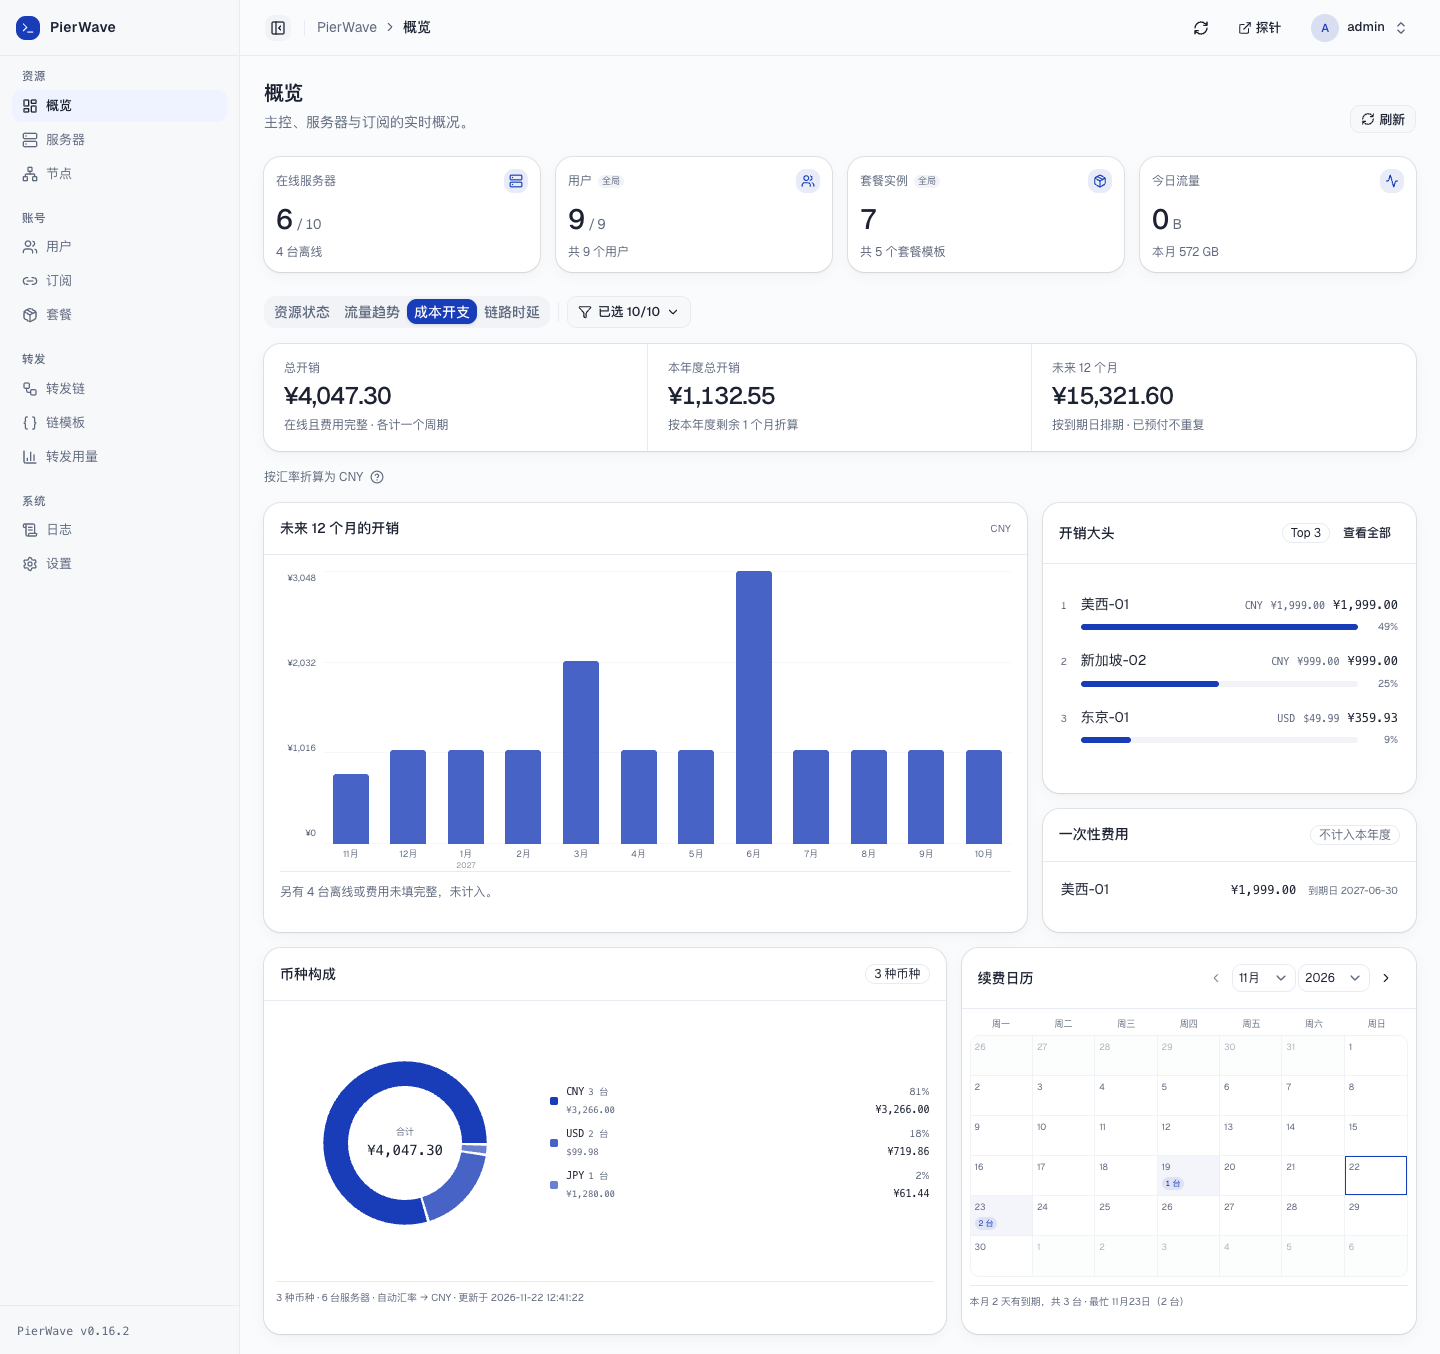 PierWave
资源
概览
服务器
节点
账号
用户
订阅
套餐
转发
转发链
链模板
转发用量
系统
日志
设置
PierWave v0.16.2
PierWave > 概览
探针
A admin
概览
主控、服务器与订阅的实时概况。
刷新
在线服务器
6 / 10
4 台离线
用户 全局
9 / 9
共 9 个用户
套餐实例 全局
7
共 5 个套餐模板
今日流量
0 B
本月 572 GB
资源状态 流量趋势 成本开支 链路时延 已选 10/10
总开销
¥4,047.30
在线且费用完整 · 各计一个周期
本年度总开销
¥1,132.55
按本年度剩余 1 个月折算
未来 12 个月
¥15,321.60
按到期日排期 · 已预付不重复
按汇率折算为 CNY
未来 12 个月的开销 CNY
¥3,048
¥2,032
¥1,016
¥0
11月 12月 1月 2月 3月 4月 5月 6月 7月 8月 9月 10月
2027
另有 4 台离线或费用未填完整，未计入。
开销大头 Top 3 查看全部
1 美西-01 CNY ¥1,999.00 ¥1,999.00
49%
2 新加坡-02 CNY ¥999.00 ¥999.00
25%
3 东京-01 USD $49.99 ¥359.93
9%
一次性费用 不计入本年度
美西-01 ¥1,999.00 到期日 2027-06-30
币种构成 3 种币种
合计
¥4,047.30
CNY 3 台 81%
¥3,266.00 ¥3,266.00
USD 2 台 18%
$99.98 ¥719.86
JPY 1 台 2%
¥1,280.00 ¥61.44
3 种币种 · 6 台服务器 · 自动汇率 → CNY · 更新于 2026-11-22 12:41:22
续费日历 11月 2026
周一 周二 周三 周四 周五 周六 周日
26 27 28 29 30 31 1
2 3 4 5 6 7 8
9 10 11 12 13 14 15
16 17 18 19 20 21 22
1 台
23 24 25 26 27 28 29
2 台
30 1 2 3 4 5 6
本月 2 天有到期，共 3 台 · 最忙 11月23日（2 台）